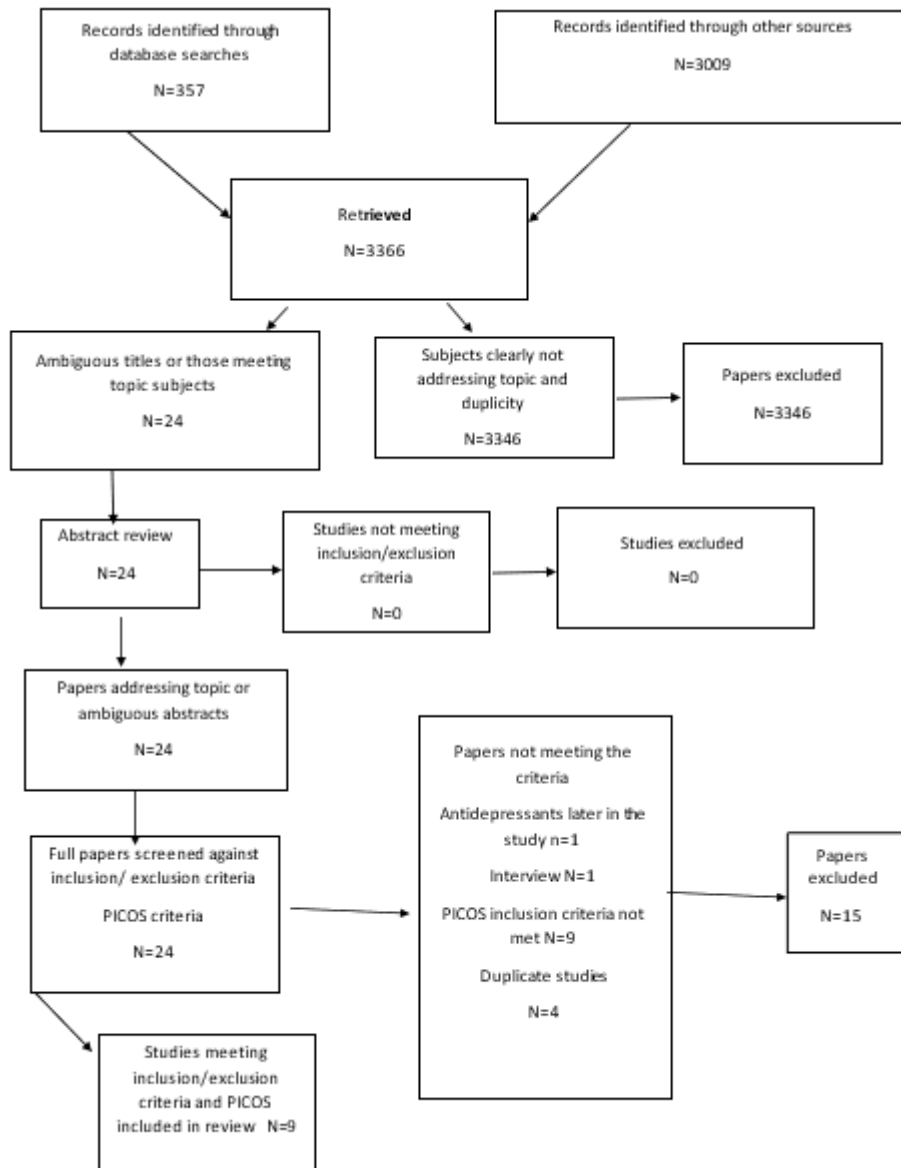 Records identified through
database searches
N=357
Records identified through other sources
N=3009
Retrieved
N=3366
Ambiguous titles or those meeting
topic subjects
N=24
Subjects clearly not
addressing topic and
duplicity
N=3346
Papers excluded
N=3346
Abstract review
N=24
Studies not meeting
inclusion/exclusion
criteria
N=0
Studies excluded
N=0
Papers addressing topic or
ambiguous abstracts
N=24
Full papers screened against
inclusion/ exclusion criteria
PICOS criteria
N=24
Papers not meeting the
criteria
Antidepressants later in the
study n=1
Interview N=1
PICOS inclusion criteria not
met N=9
Duplicate studies
N=4
Papers
excluded
N=15
Studies meeting
inclusion/exclusion
criteria and PICOS
included in review N=9